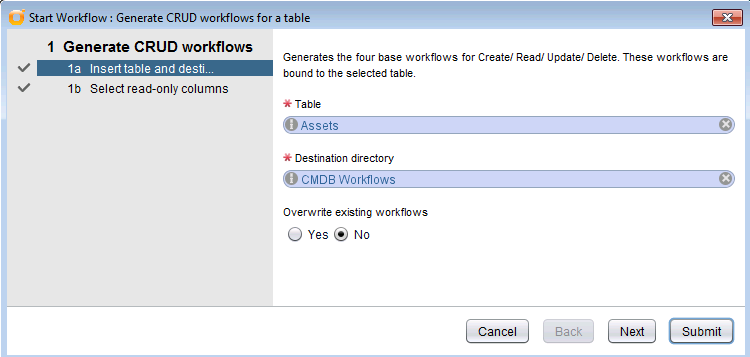 Start Workflow : Generate CRUD workflows for a table
1 Generate CRUD workflows
1a Insert table and desti...
1b Select read-only columns
Generates the four base workflows for Create/ Read/ Update/ Delete. These workflows are
bound to the selected table.
* Table
Assets
* Destination directory
CMDB Workflows
Overwrite existing workflows
Yes No
Cancel Back Next Submit